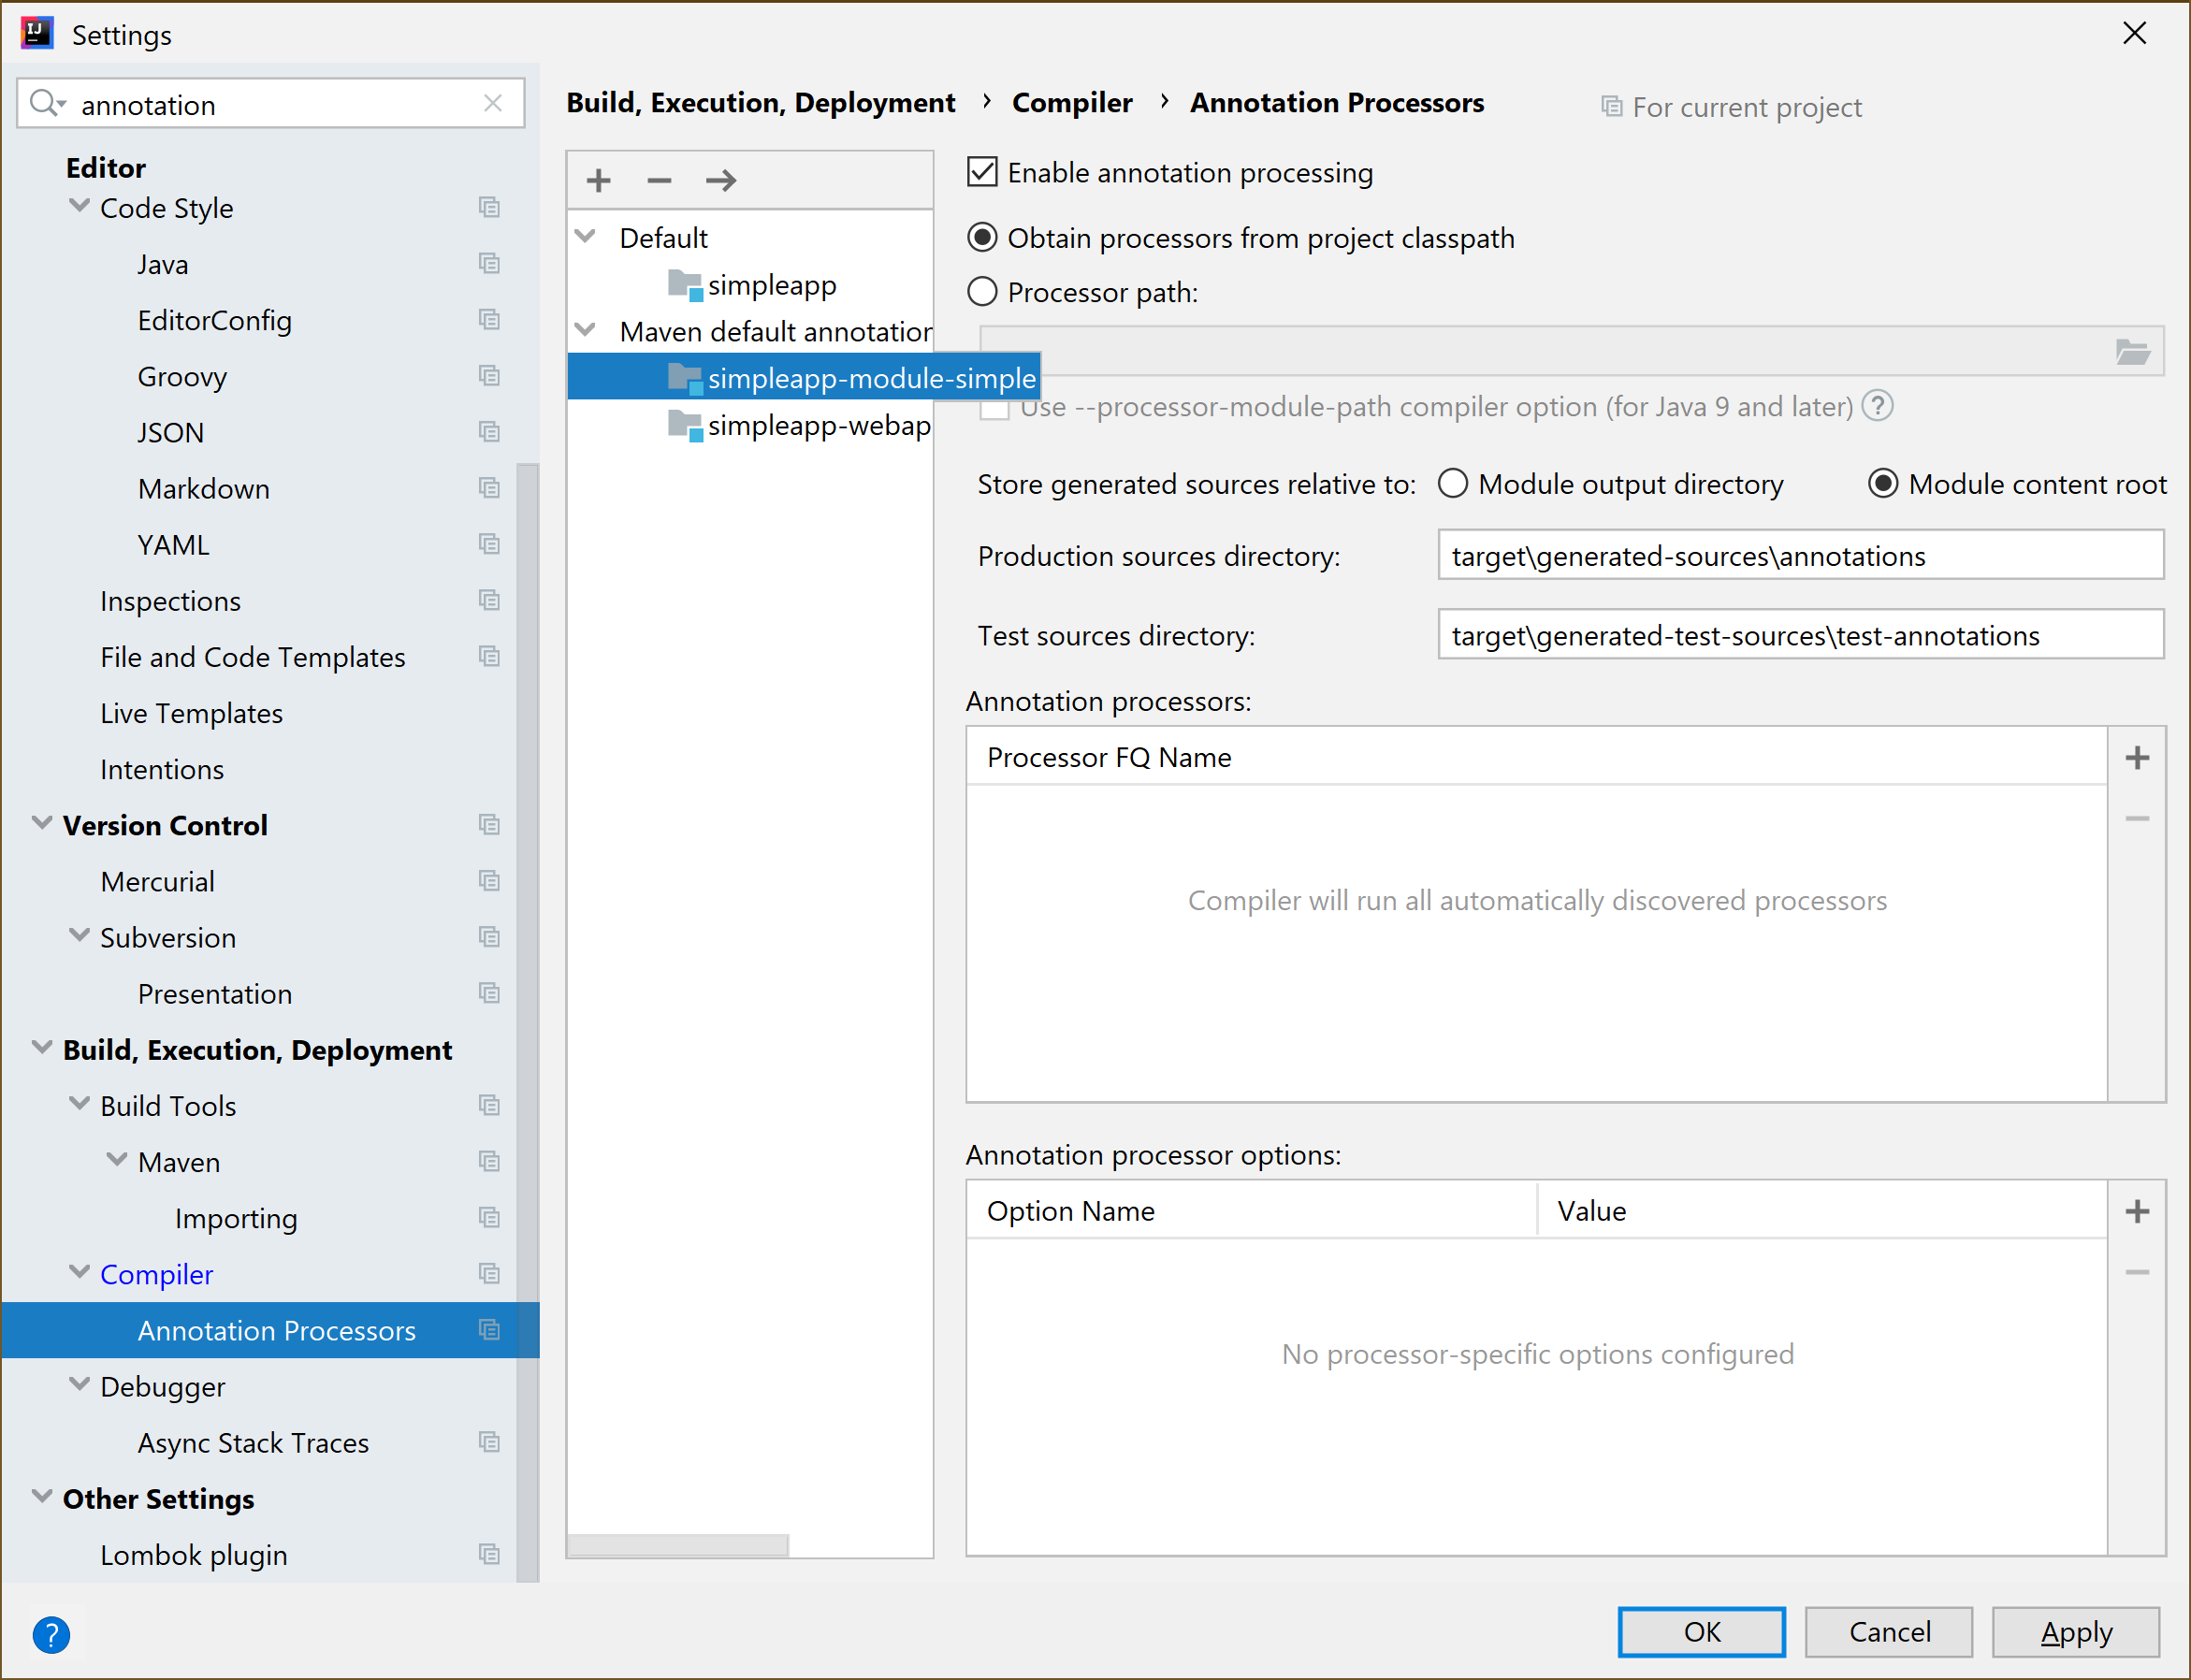 IJ
Settings
annotation
Editor
Code Style
Java
EditorConfig
Groovy
JSON
Markdown
YAML
Inspections
File and Code Templates
Live Templates
Intentions
Version Control
Mercurial
Subversion
Presentation
Build, Execution, Deployment
Build Tools
Maven
Importing
Compiler
Annotation Processors
Debugger
Async Stack Traces
Other Settings
Lombok plugin
Build, Execution, Deployment › Compiler › Annotation Processors
For current project
Default
simpleapp
Maven default annotation
simpleapp-module-simple
simpleapp-webap
Enable annotation processing
Obtain processors from project classpath
Processor path:
Use --processor-module-path compiler option (for Java 9 and later) ?
Store generated sources relative to: Module output directory Module content root
Production sources directory: target\generated-sources\annotations
Test sources directory: target\generated-test-sources\test-annotations
Annotation processors:
Processor FQ Name
Compiler will run all automatically discovered processors
Annotation processor options:
Option Name Value
No processor-specific options configured
? OK Cancel Apply